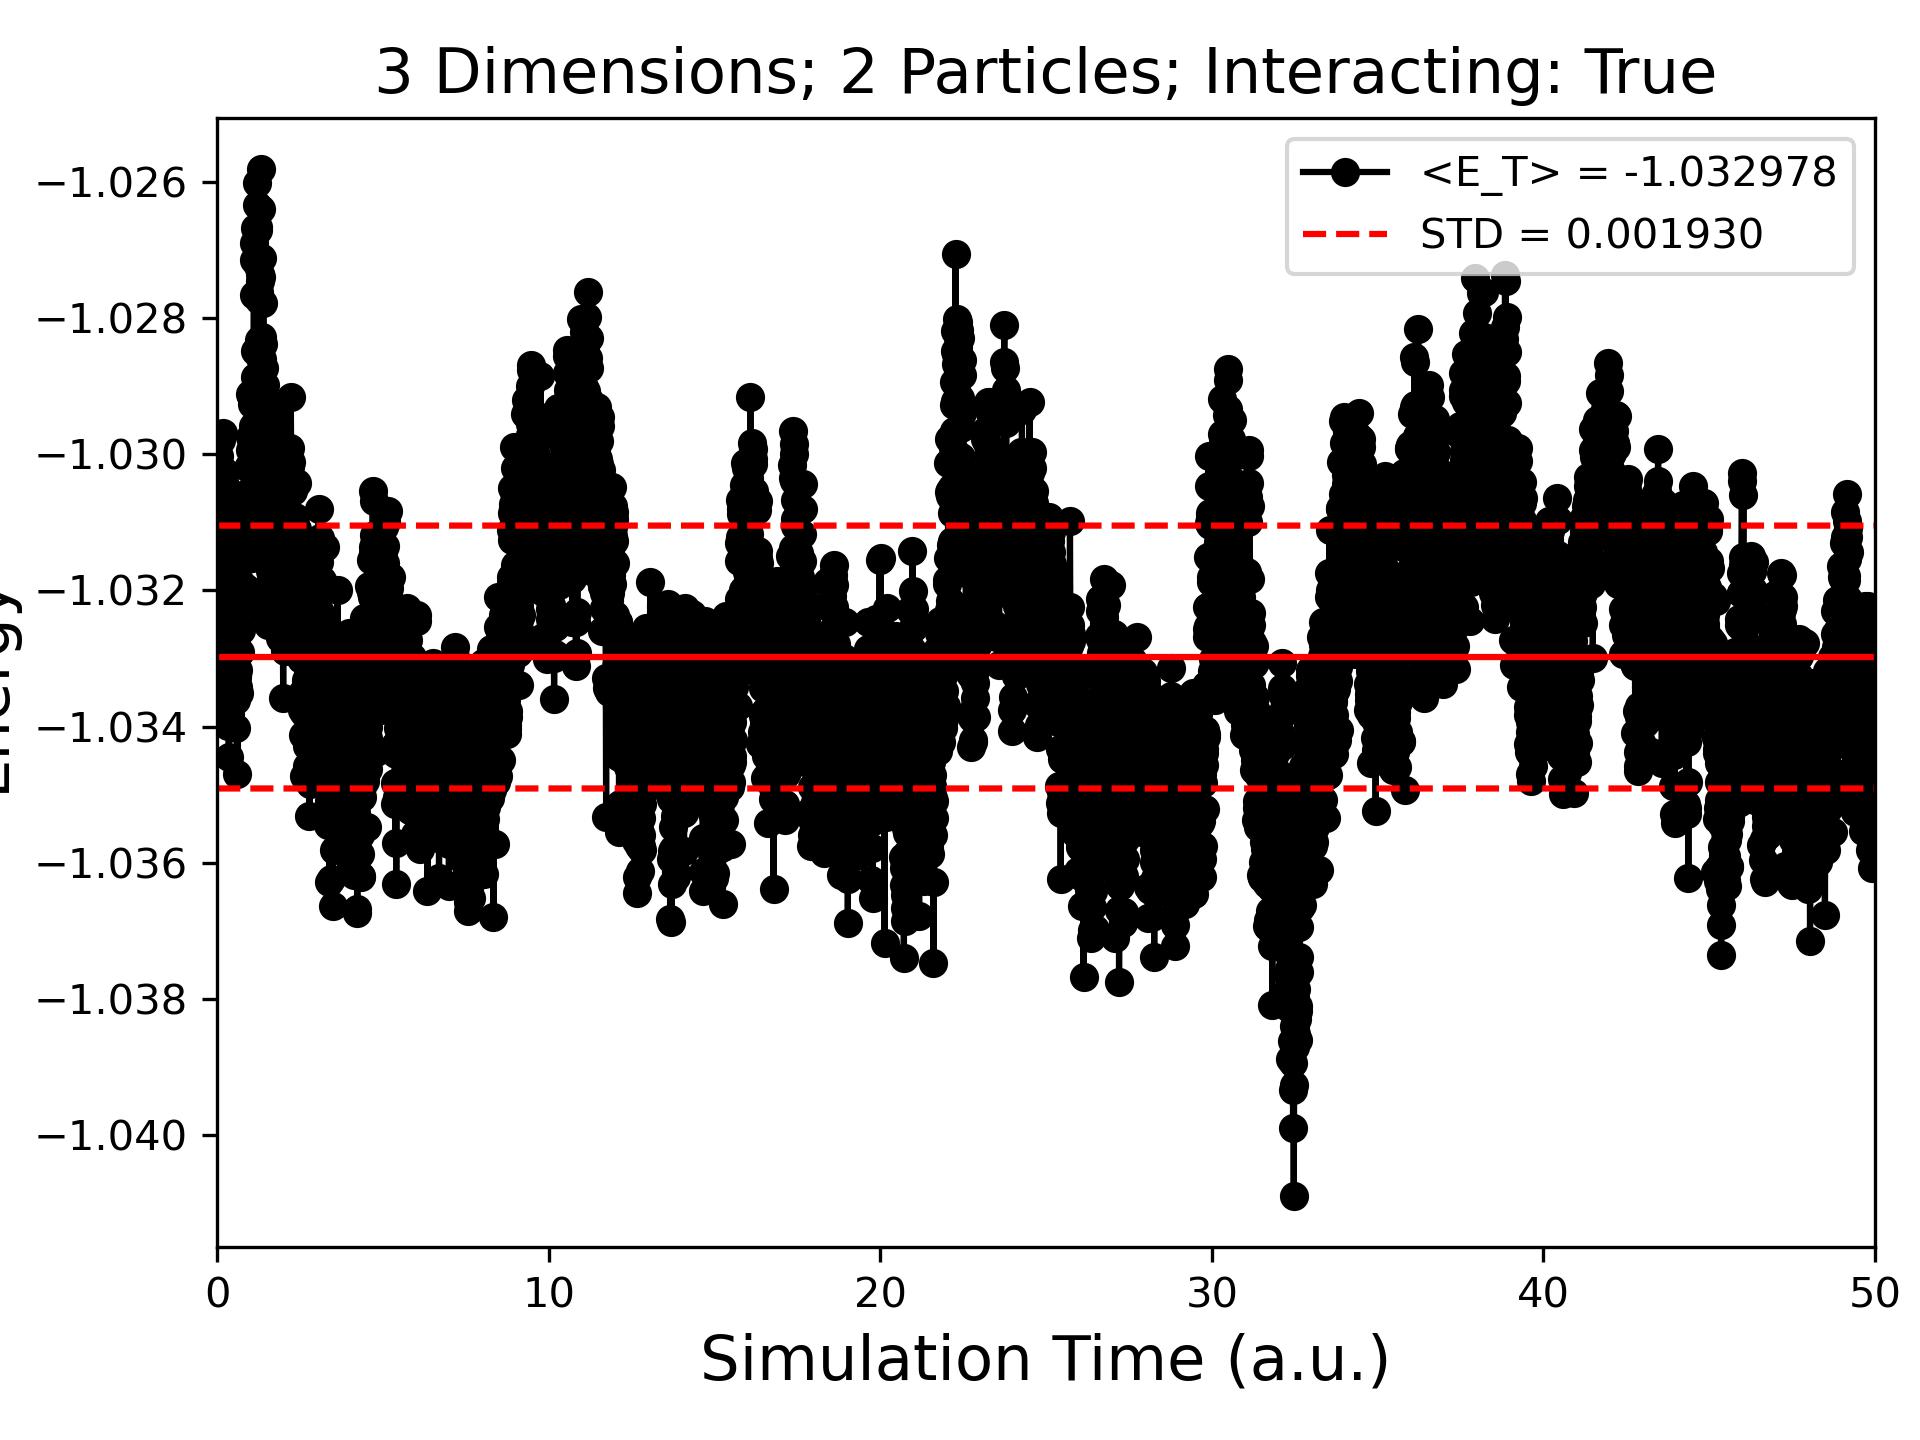 3 Dimensions; 2 Particles; Interacting: True
<E_T> = -1.032978
STD = 0.001930
−1.026
−1.028
−1.030
−1.032
−1.034
−1.036
−1.038
−1.040
Energy
0 10 20 30 40 50
Simulation Time (a.u.)